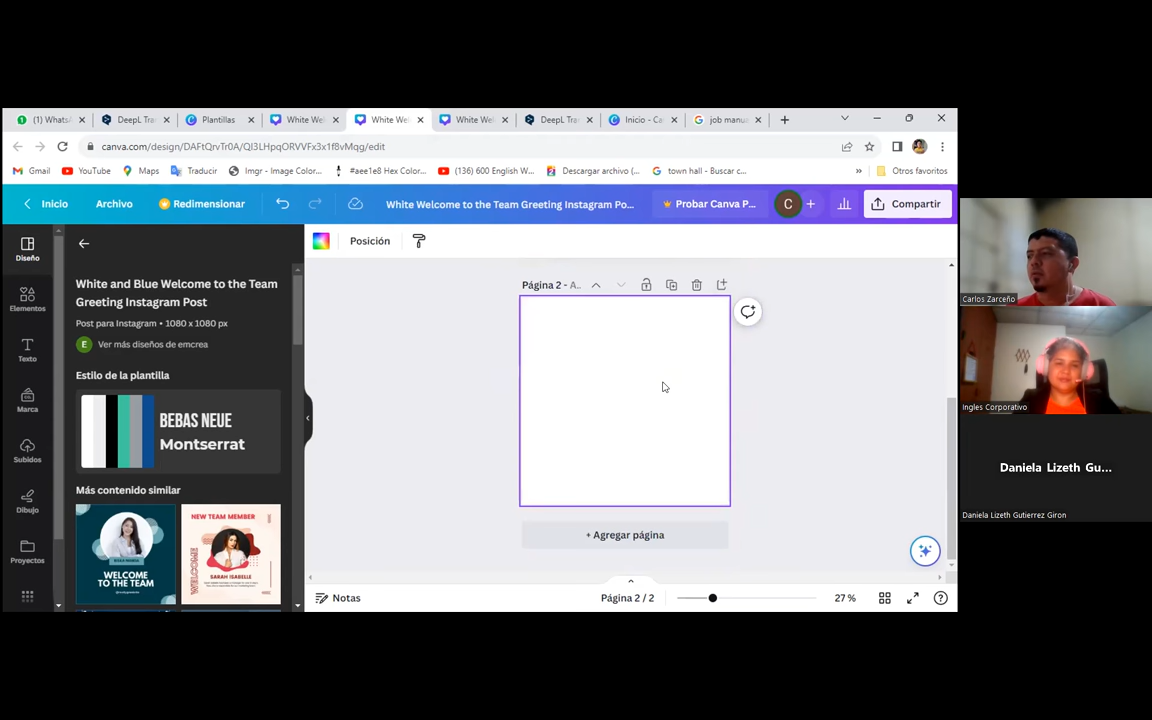 (1) Whats
DeepL Tra
Plantillas
White Wel
White Wel
White Wel
DeepL Tra
Inicio - Ca
job manu
canva.com/design/DAFtQrvTr0A/QI3LHpqORVVFx3x1f8vMqg/edit
Gmail
YouTube
Maps
Traducir
Imgr - Image Color...
#aee1e8 Hex Color...
(136) 600 English W...
Descargar archivo (...
town hall - Buscar c...
»
Otros favoritos
Inicio
Archivo
Redimensionar
White Welcome to the Team Greeting Instagram Po...
Probar Canva P...
C
+
Compartir
Diseño
Elementos
Texto
Marca
Subidos
Dibujo
Proyectos
White and Blue Welcome to the Team
Greeting Instagram Post
Post para Instagram • 1080 x 1080 px
E
Ver más diseños de emcrea
Estilo de la plantilla
BEBAS NEUE
Montserrat
Más contenido similar
WELCOME
TO THE TEAM
NEW TEAM MEMBER
WELCOME
SARAH ISABELLE
Posición
Página 2 - A...
+ Agregar página
Notas
Página 2 / 2
27 %
Carlos Zarceño
Ingles Corporativo
Daniela Lizeth Gu...
Daniela Lizeth Gutierrez Giron